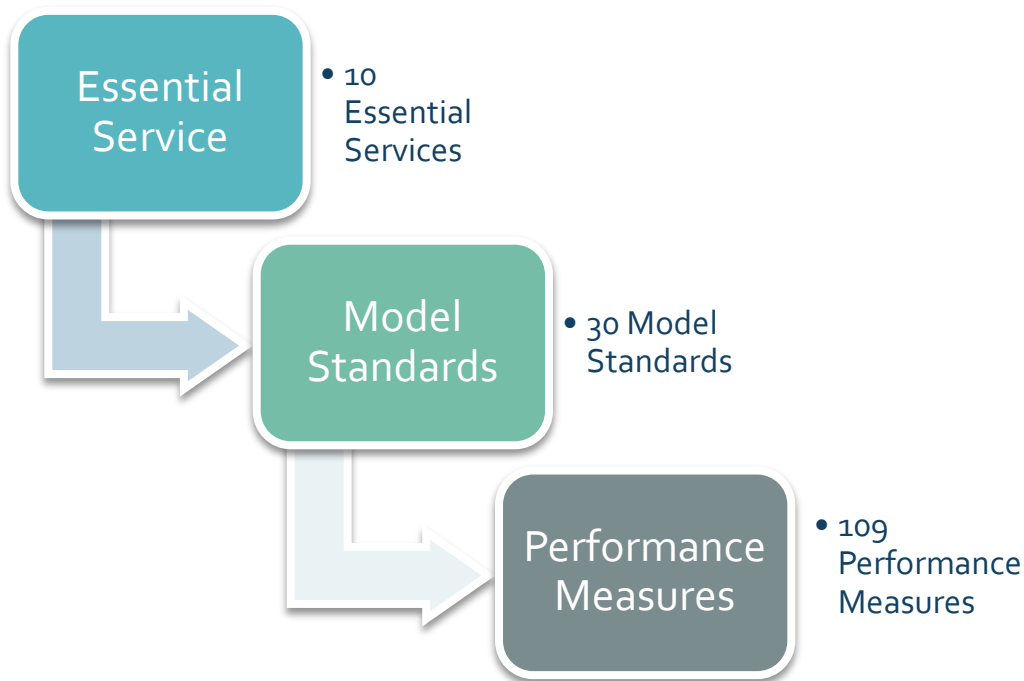 Essential
Service
• 10
Essential
Services
Model
Standards
• 30 Model
Standards
Performance
Measures
• 109
Performance
Measures